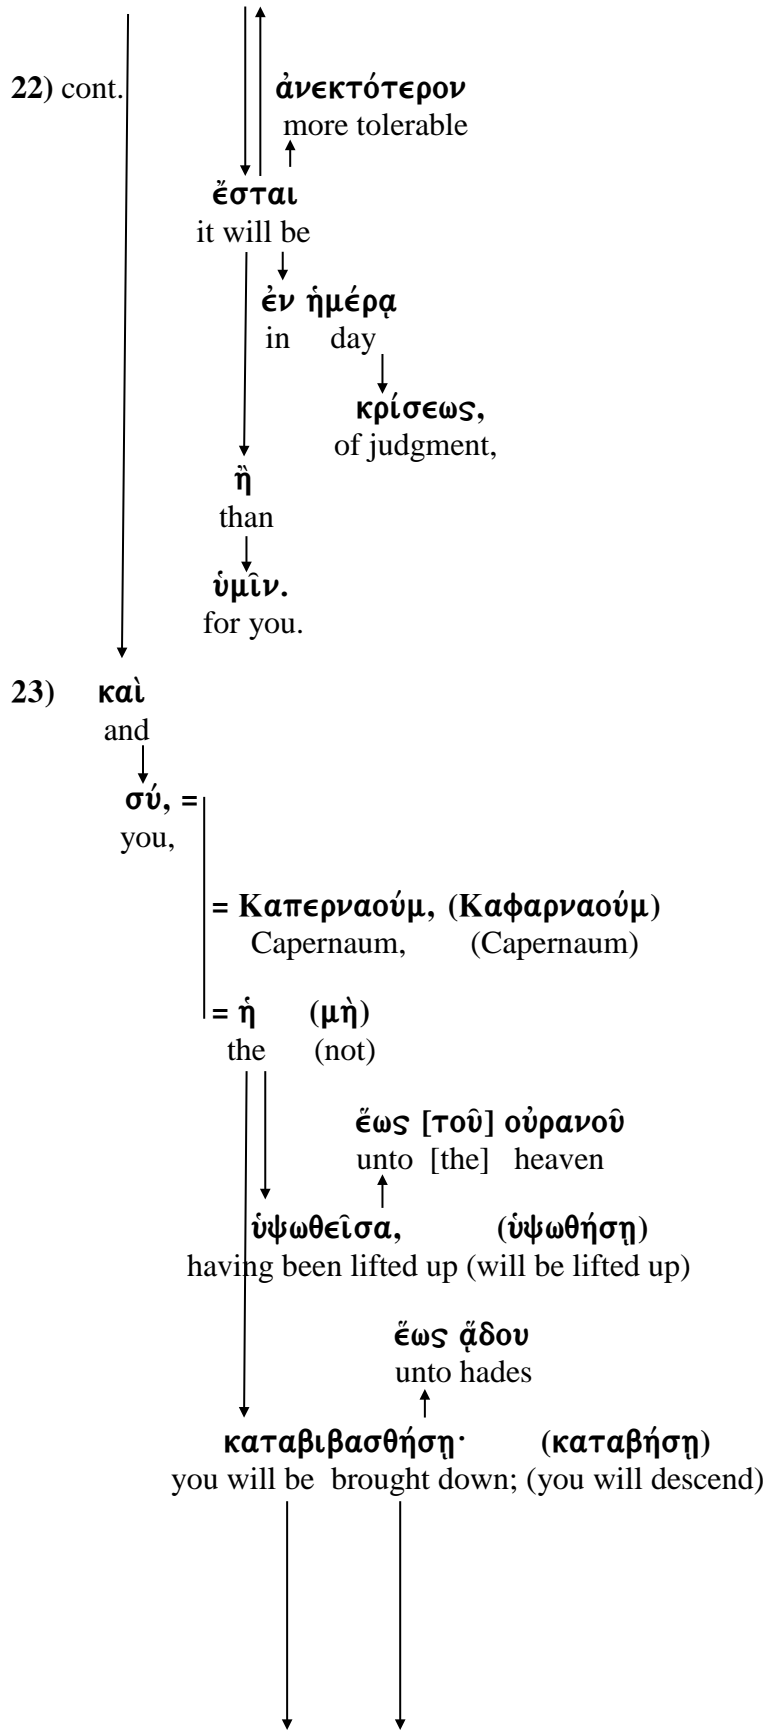 22) cont. ἀνεκτότερον
more tolerable
ἔσται
it will be
ἐν ἡμέρᾳ
in day
κρίσεως,
of judgment,
ἢ
than
ὑμῖν.
for you.
23) καὶ
and
σύ, =
you,
= Καπερναούμ, (Καφαρναούμ)
Capernaum, (Capernaum)
= ἡ (μὴ)
the (not)
ἕως [τοῦ] οὐρανοῦ
unto [the] heaven
ὑψωθεῖσα, (ὑψωθήσῃ)
having been lifted up (will be lifted up)
ἕως ᾅδου
unto hades
καταβιβασθήσῃ· (καταβήσῃ)
you will be brought down; (you will descend)